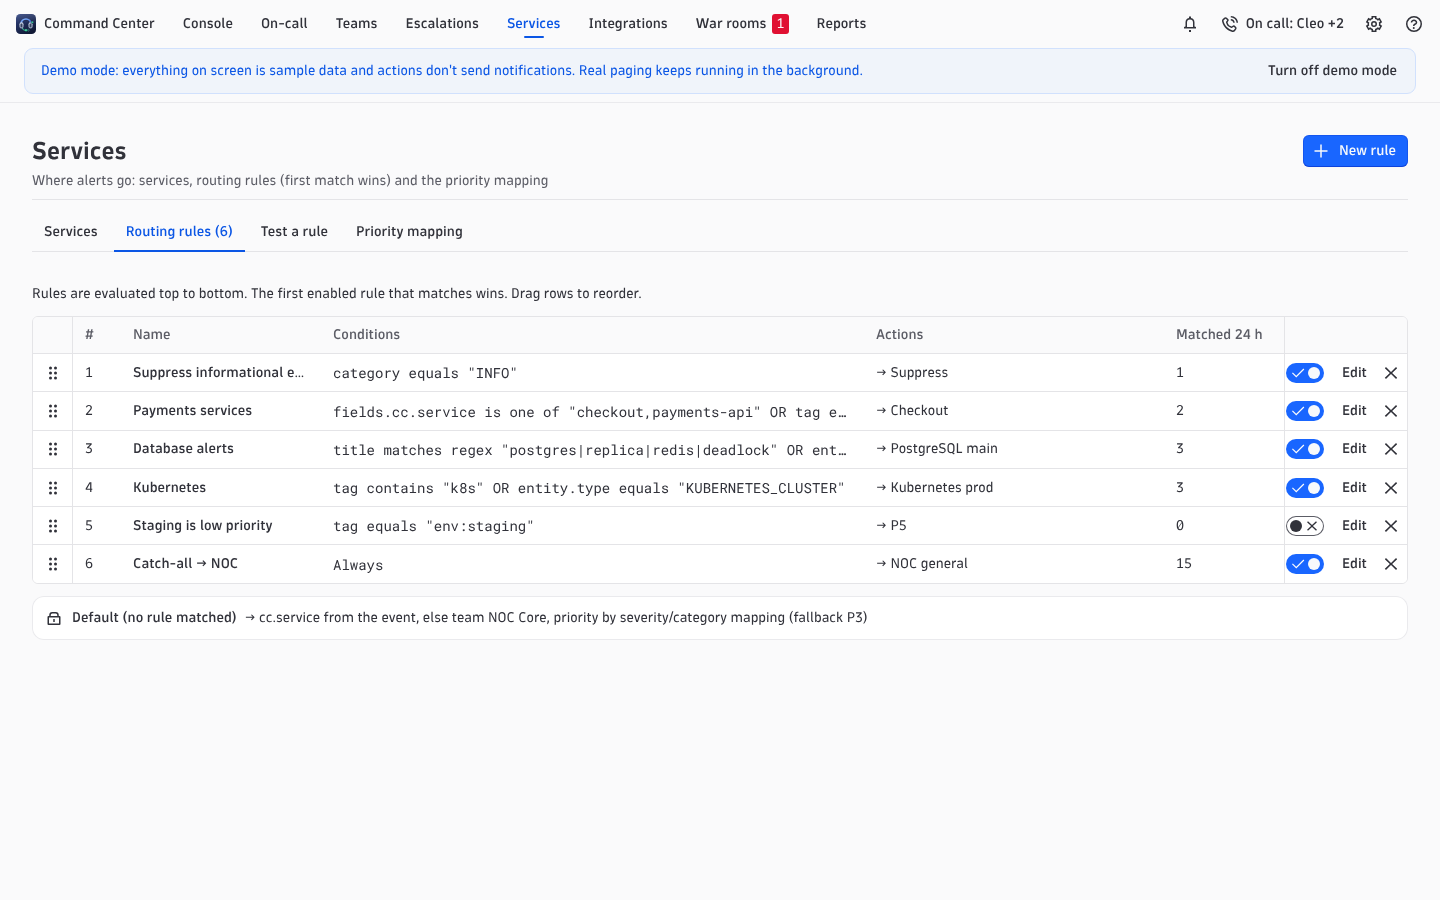 Command Center Console On-call Teams Escalations Services Integrations War rooms 1 Reports On call: Cleo +2
Demo mode: everything on screen is sample data and actions don't send notifications. Real paging keeps running in the background. Turn off demo mode
Services
New rule
Where alerts go: services, routing rules (first match wins) and the priority mapping
Services Routing rules (6) Test a rule Priority mapping
Rules are evaluated top to bottom. The first enabled rule that matches wins. Drag rows to reorder.
# Name Conditions Actions Matched 24 h
1 Suppress informational e... category equals "INFO" → Suppress 1 Edit
2 Payments services fields.cc.service is one of "checkout,payments-api" OR tag e... → Checkout 2 Edit
3 Database alerts title matches regex "postgres|replica|redis|deadlock" OR ent... → PostgreSQL main 3 Edit
4 Kubernetes tag contains "k8s" OR entity.type equals "KUBERNETES_CLUSTER" → Kubernetes prod 3 Edit
5 Staging is low priority tag equals "env:staging" → P5 0 Edit
6 Catch-all → NOC Always → NOC general 15 Edit
Default (no rule matched) → cc.service from the event, else team NOC Core, priority by severity/category mapping (fallback P3)